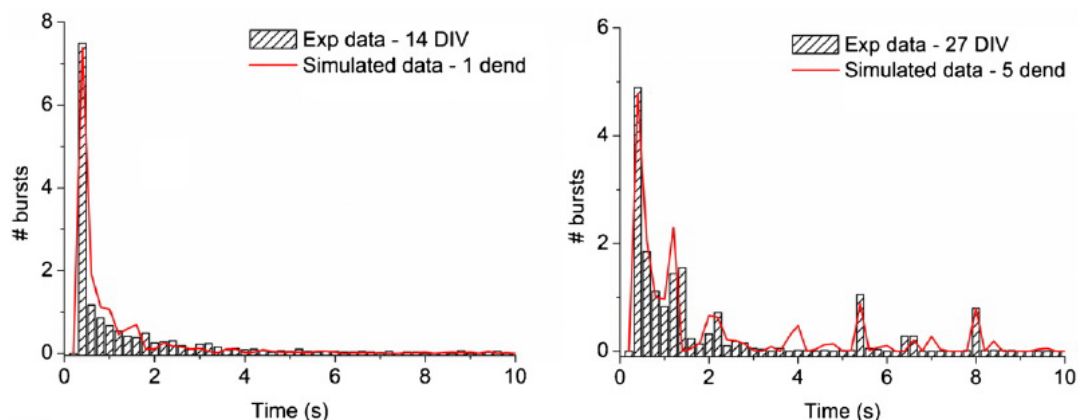 8
6
4
2
0
# bursts
Exp data - 14 DIV
Simulated data - 1 dend
0 2 4 6 8 10
Time (s)
6
4
2
0
# bursts
Exp data - 27 DIV
Simulated data - 5 dend
0 2 4 6 8 10
Time (s)